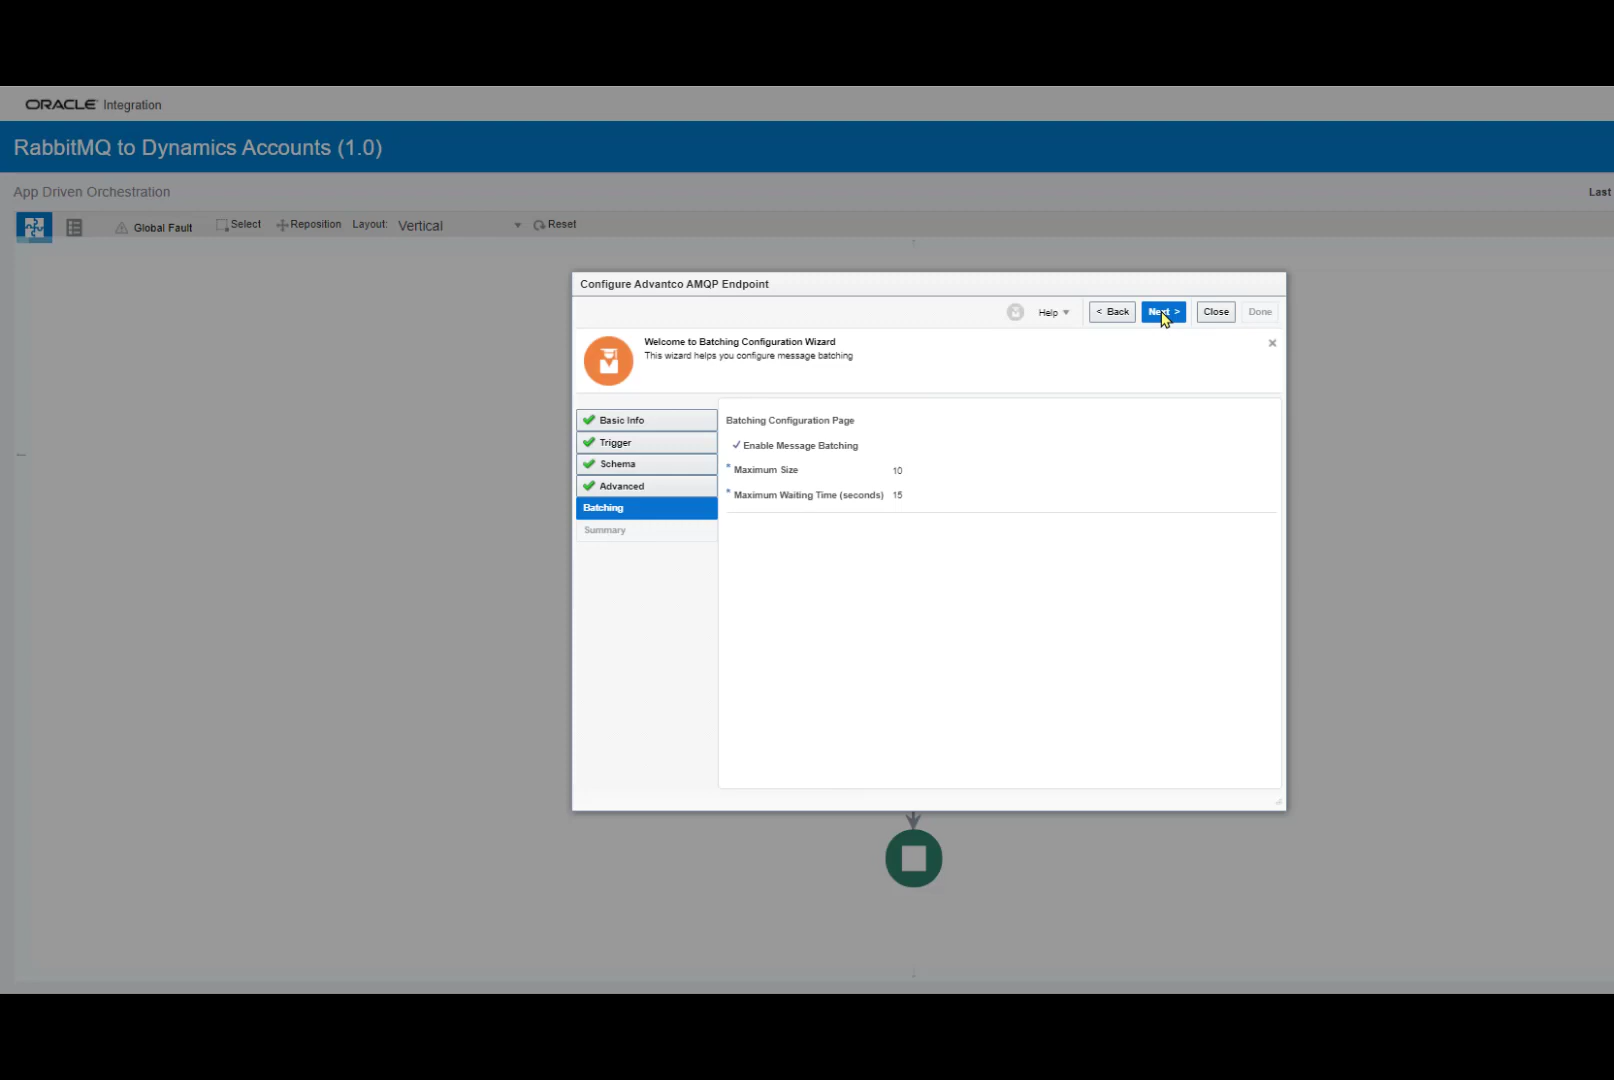 ORACLE Integration
RabbitMQ to Dynamics Accounts (1.0)
App Driven Orchestration
Last
Global Fault Select Reposition Layout: Vertical Reset
Configure Advantco AMQP Endpoint
Help < Back Next > Close Done
Welcome to Batching Configuration Wizard
This wizard helps you configure message batching
Basic Info
Trigger
Schema
Advanced
Batching
Summary
Batching Configuration Page
Enable Message Batching
* Maximum Size 10
* Maximum Waiting Time (seconds) 15